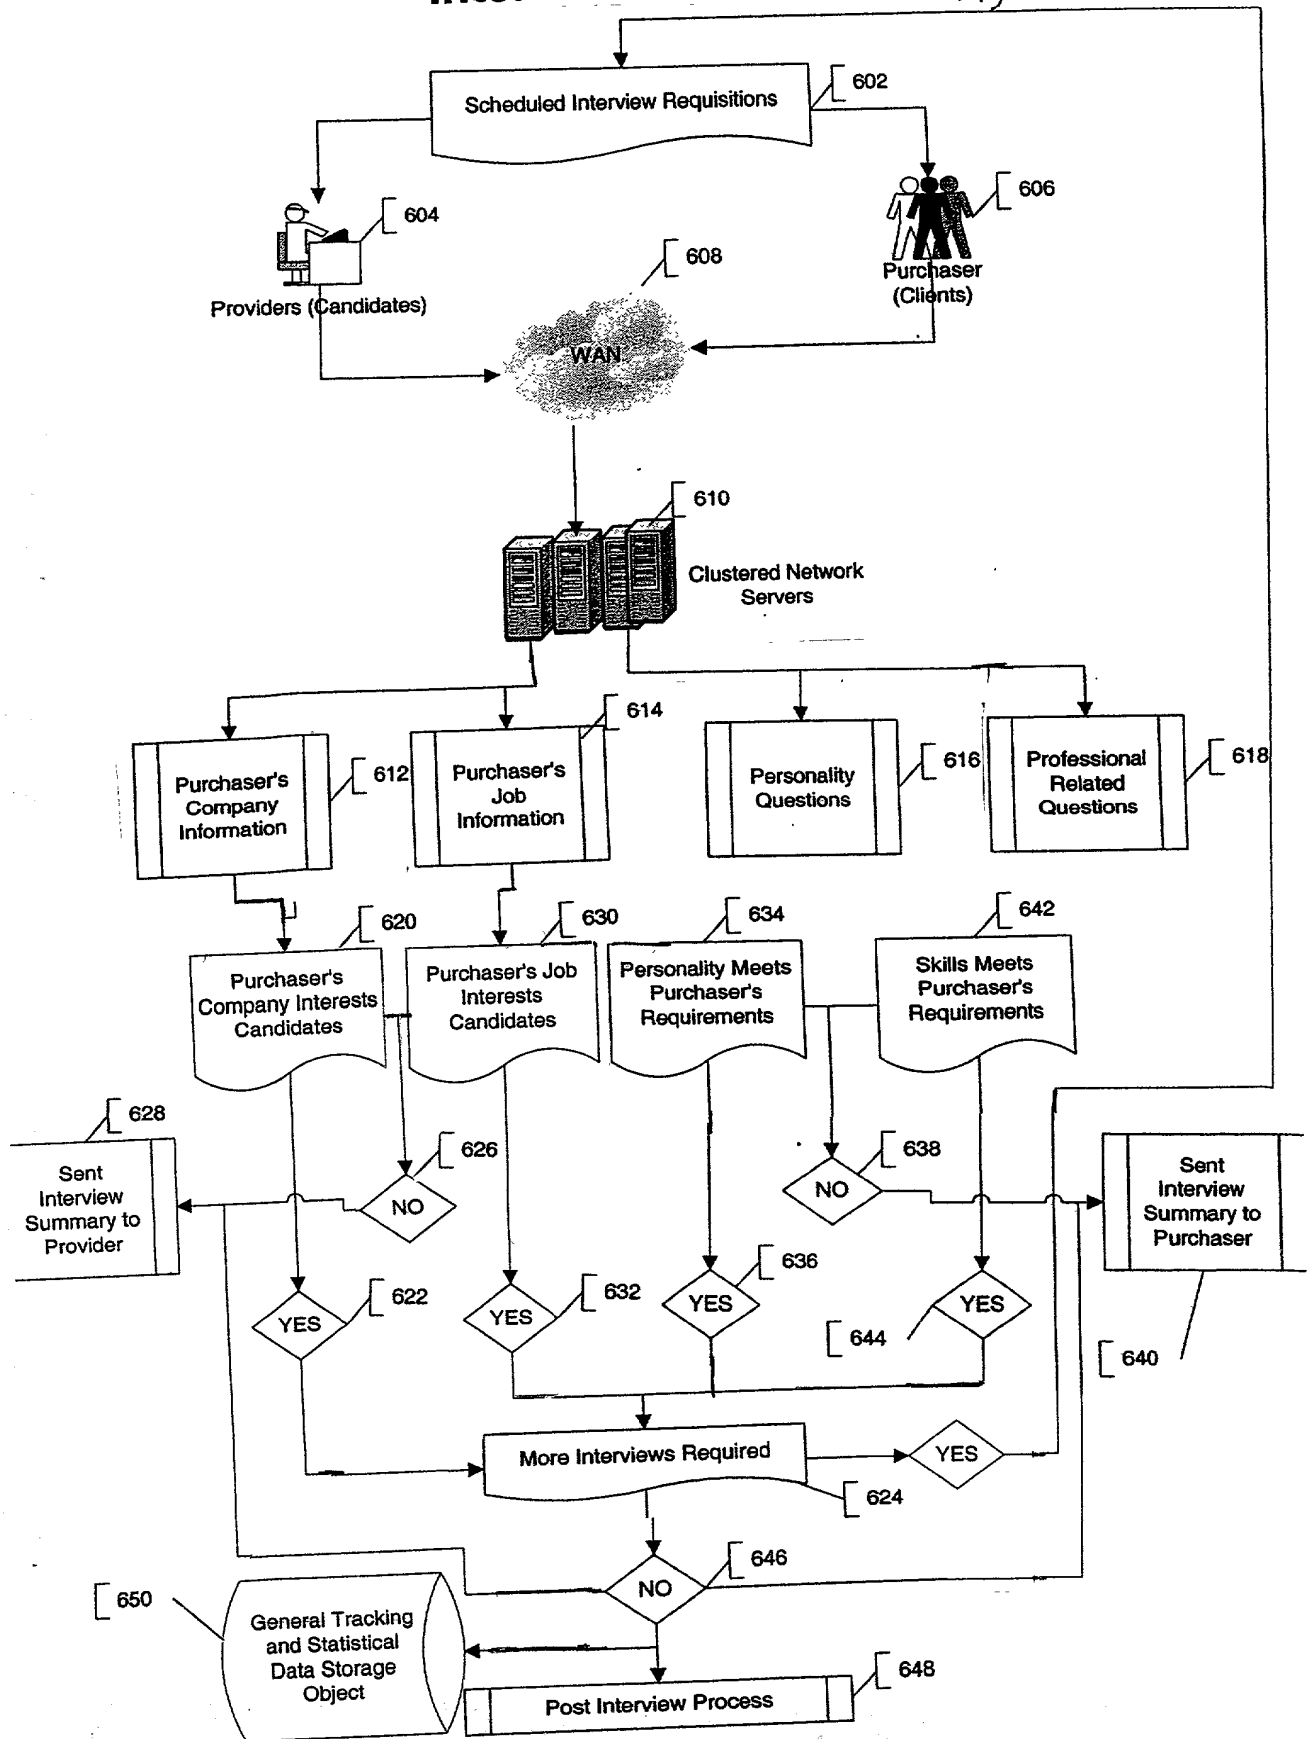 Scheduled Interview Requisitions
602
604
606
608
Providers (Candidates)
Purchaser
(Clients)
WAN
610
Clustered Network
Servers
614
612
616
618
Purchaser's
Company
Information
Purchaser's
Job
Information
Personality
Questions
Professional
Related
Questions
620
630
634
642
Purchaser's
Company Interests
Candidates
Purchaser's Job
Interests
Candidates
Personality Meets
Purchaser's
Requirements
Skills Meets
Purchaser's
Requirements
628
626
638
Sent
Interview
Summary to
Provider
NO
NO
Sent
Interview
Summary to
Purchaser
622
632
636
644
640
YES
YES
YES
YES
More Interviews Required
YES
624
646
NO
650
General Tracking
and Statistical
Data Storage
Object
648
Post Interview Process